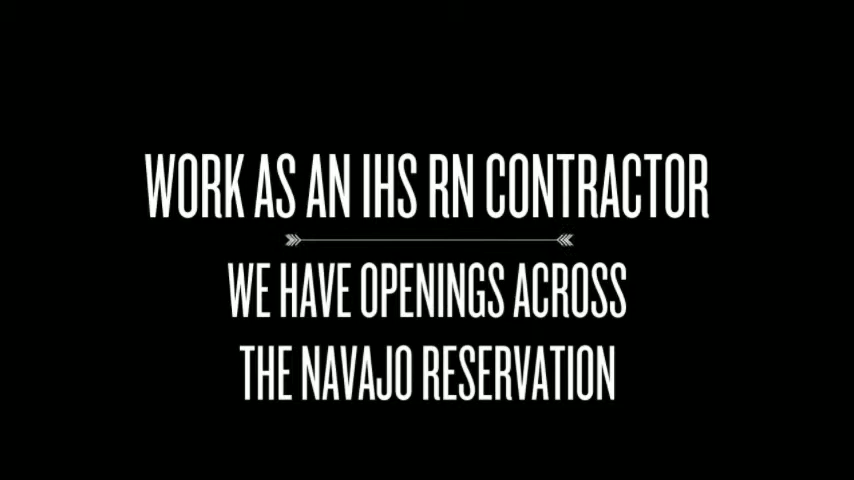 WORK AS AN IHS RN CONTRACTOR
WE HAVE OPENINGS ACROSS
THE NAVAJO RESERVATION